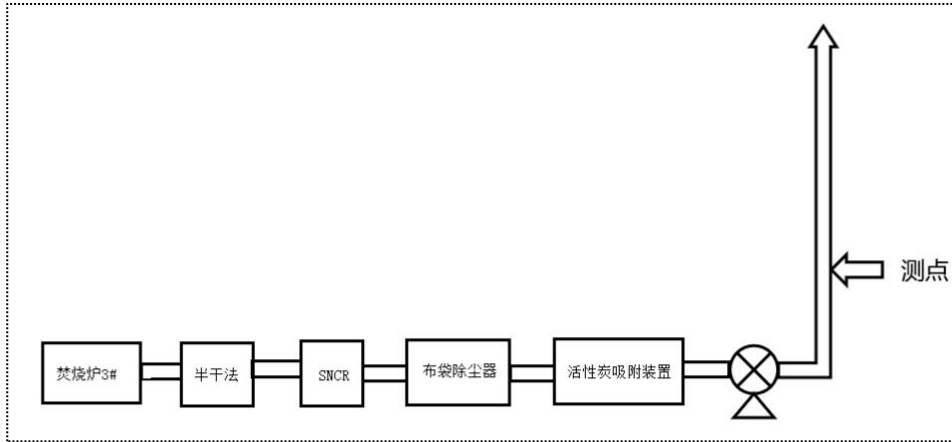 测点
焚烧炉3#
半干法
SNCR
布袋除尘器
活性炭吸附装置